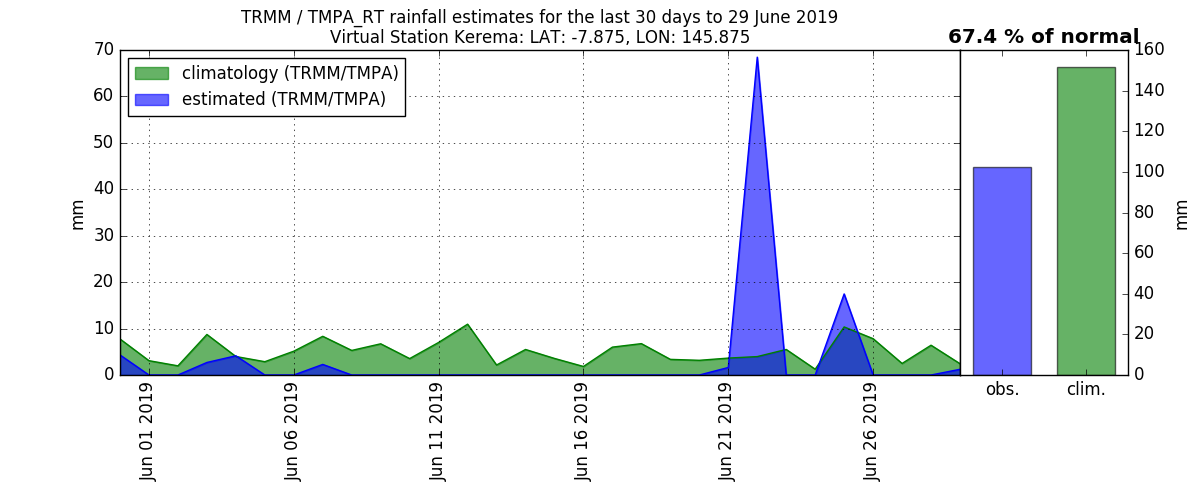 TRMM / TMPA_RT rainfall estimates for the last 30 days to 29 June 2019
Virtual Station Kerema: LAT: -7.875, LON: 145.875
67.4 % of normal
climatology (TRMM/TMPA)
estimated (TRMM/TMPA)
70
60
50
40
30
20
10
0
mm
Jun 01 2019
Jun 06 2019
Jun 11 2019
Jun 16 2019
Jun 21 2019
Jun 26 2019
160
140
120
100
80
60
40
20
0
mm
obs.
clim.